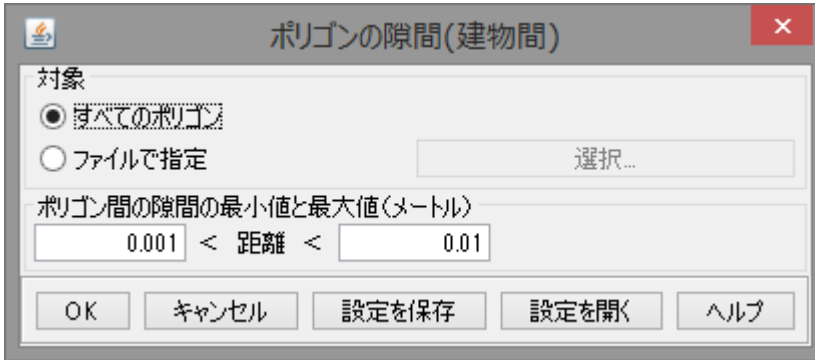 ポリゴンの隙間(建物間)
対象
すべてのポリゴン
ファイルで指定 選択...
ポリゴン間の隙間の最小値と最大値(メートル)
0.001 < 距離 < 0.01
OK キャンセル 設定を保存 設定を開く ヘルプ